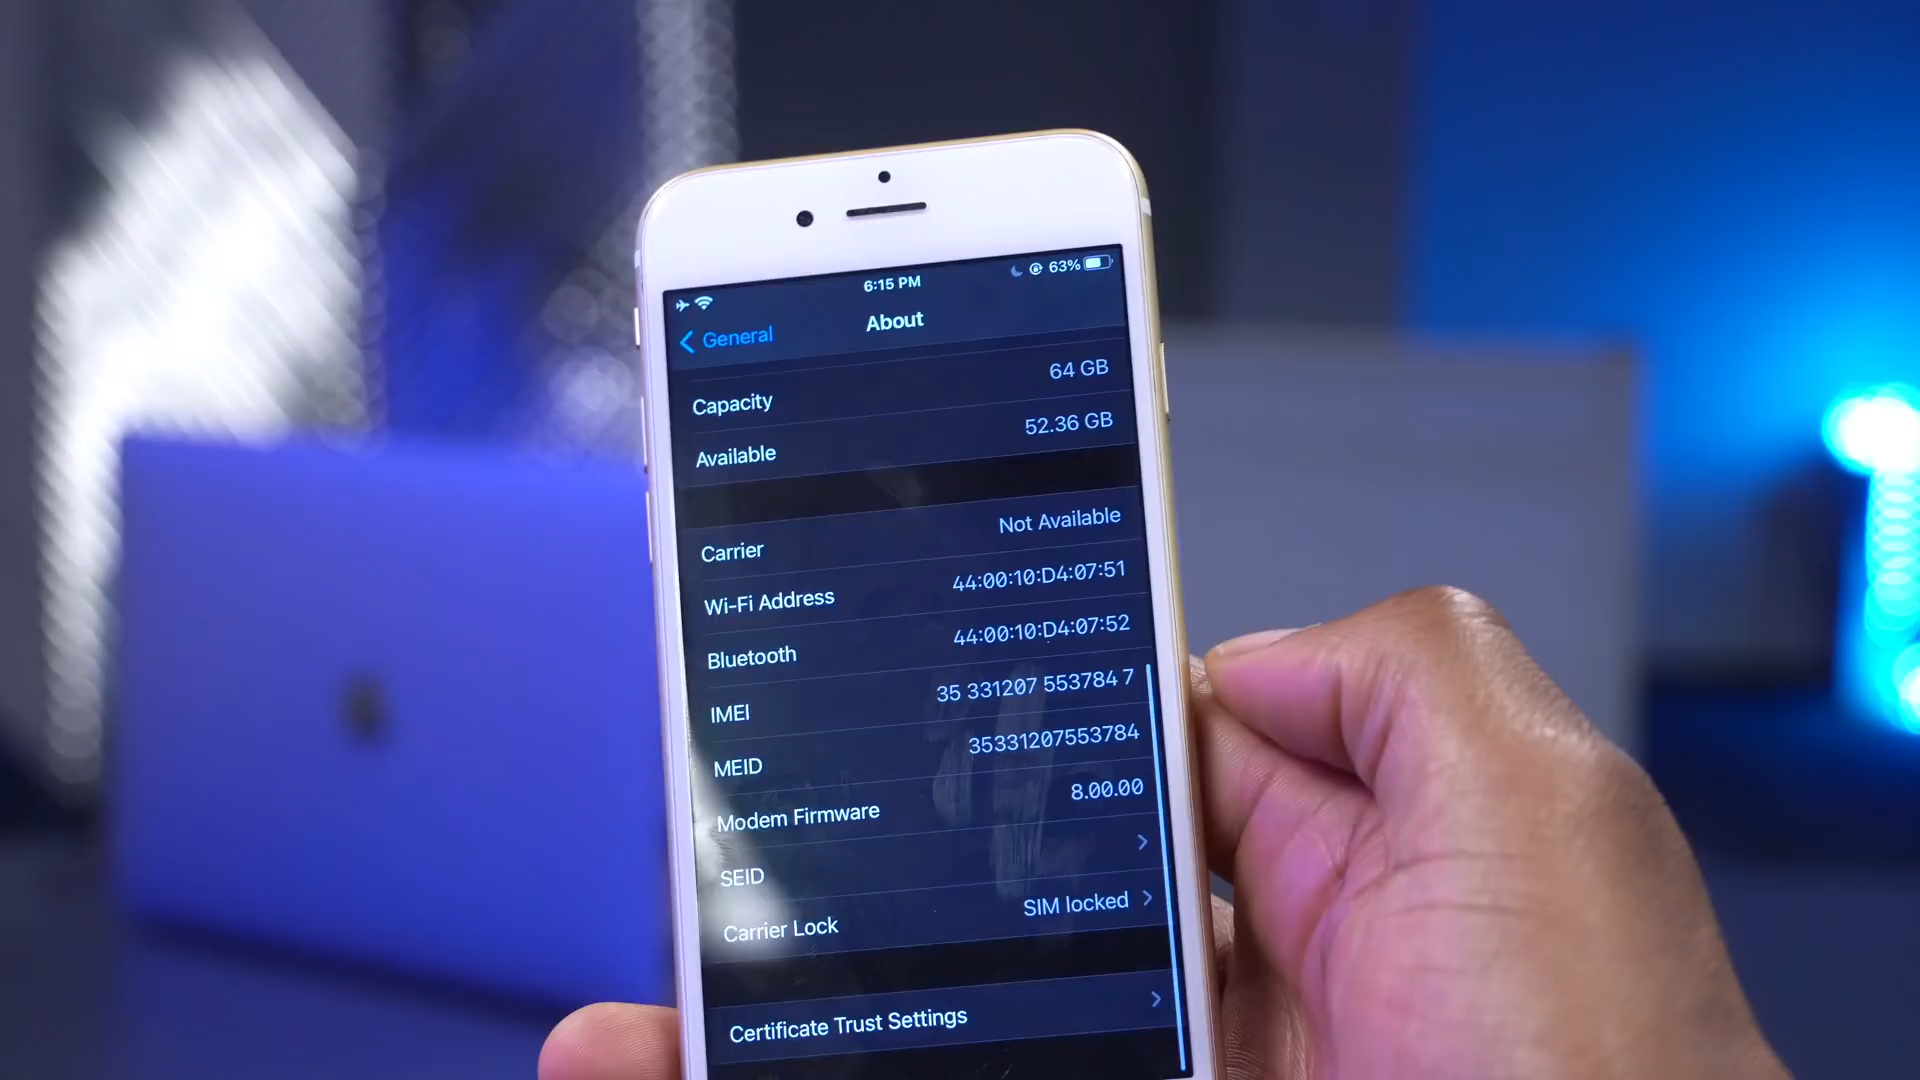 6:15 PM
63%
General
About
Capacity 64 GB
Available 52.36 GB
Carrier Not Available
Wi-Fi Address 44:00:10:D4:07:51
Bluetooth 44:00:10:D4:07:52
IMEI 35 331207 553784 7
MEID 35331207553784
Modem Firmware 8.00.00
SEID
Carrier Lock SIM locked
Certificate Trust Settings